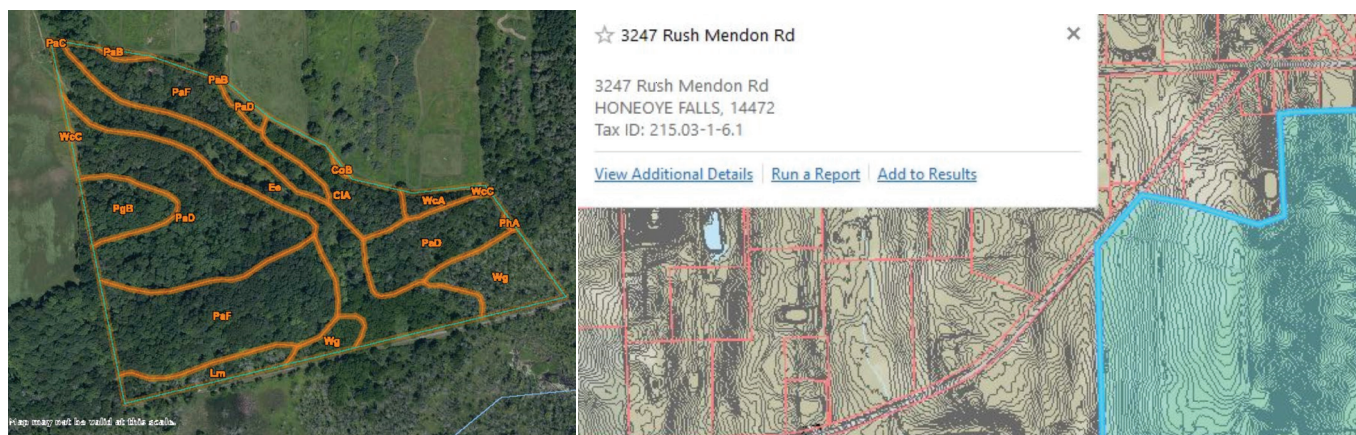 PaC
PaB
PaB
PaF
PaD
WcC
CoB
Ee
ClA
WcC
WcA
PgB
PaD
PhA
PaD
Wg
PaF
Wg
Lm
Map may not be valid at this scale.
3247 Rush Mendon Rd
3247 Rush Mendon Rd
HONEOYE FALLS, 14472
Tax ID: 215.03-1-6.1
View Additional Details Run a Report Add to Results